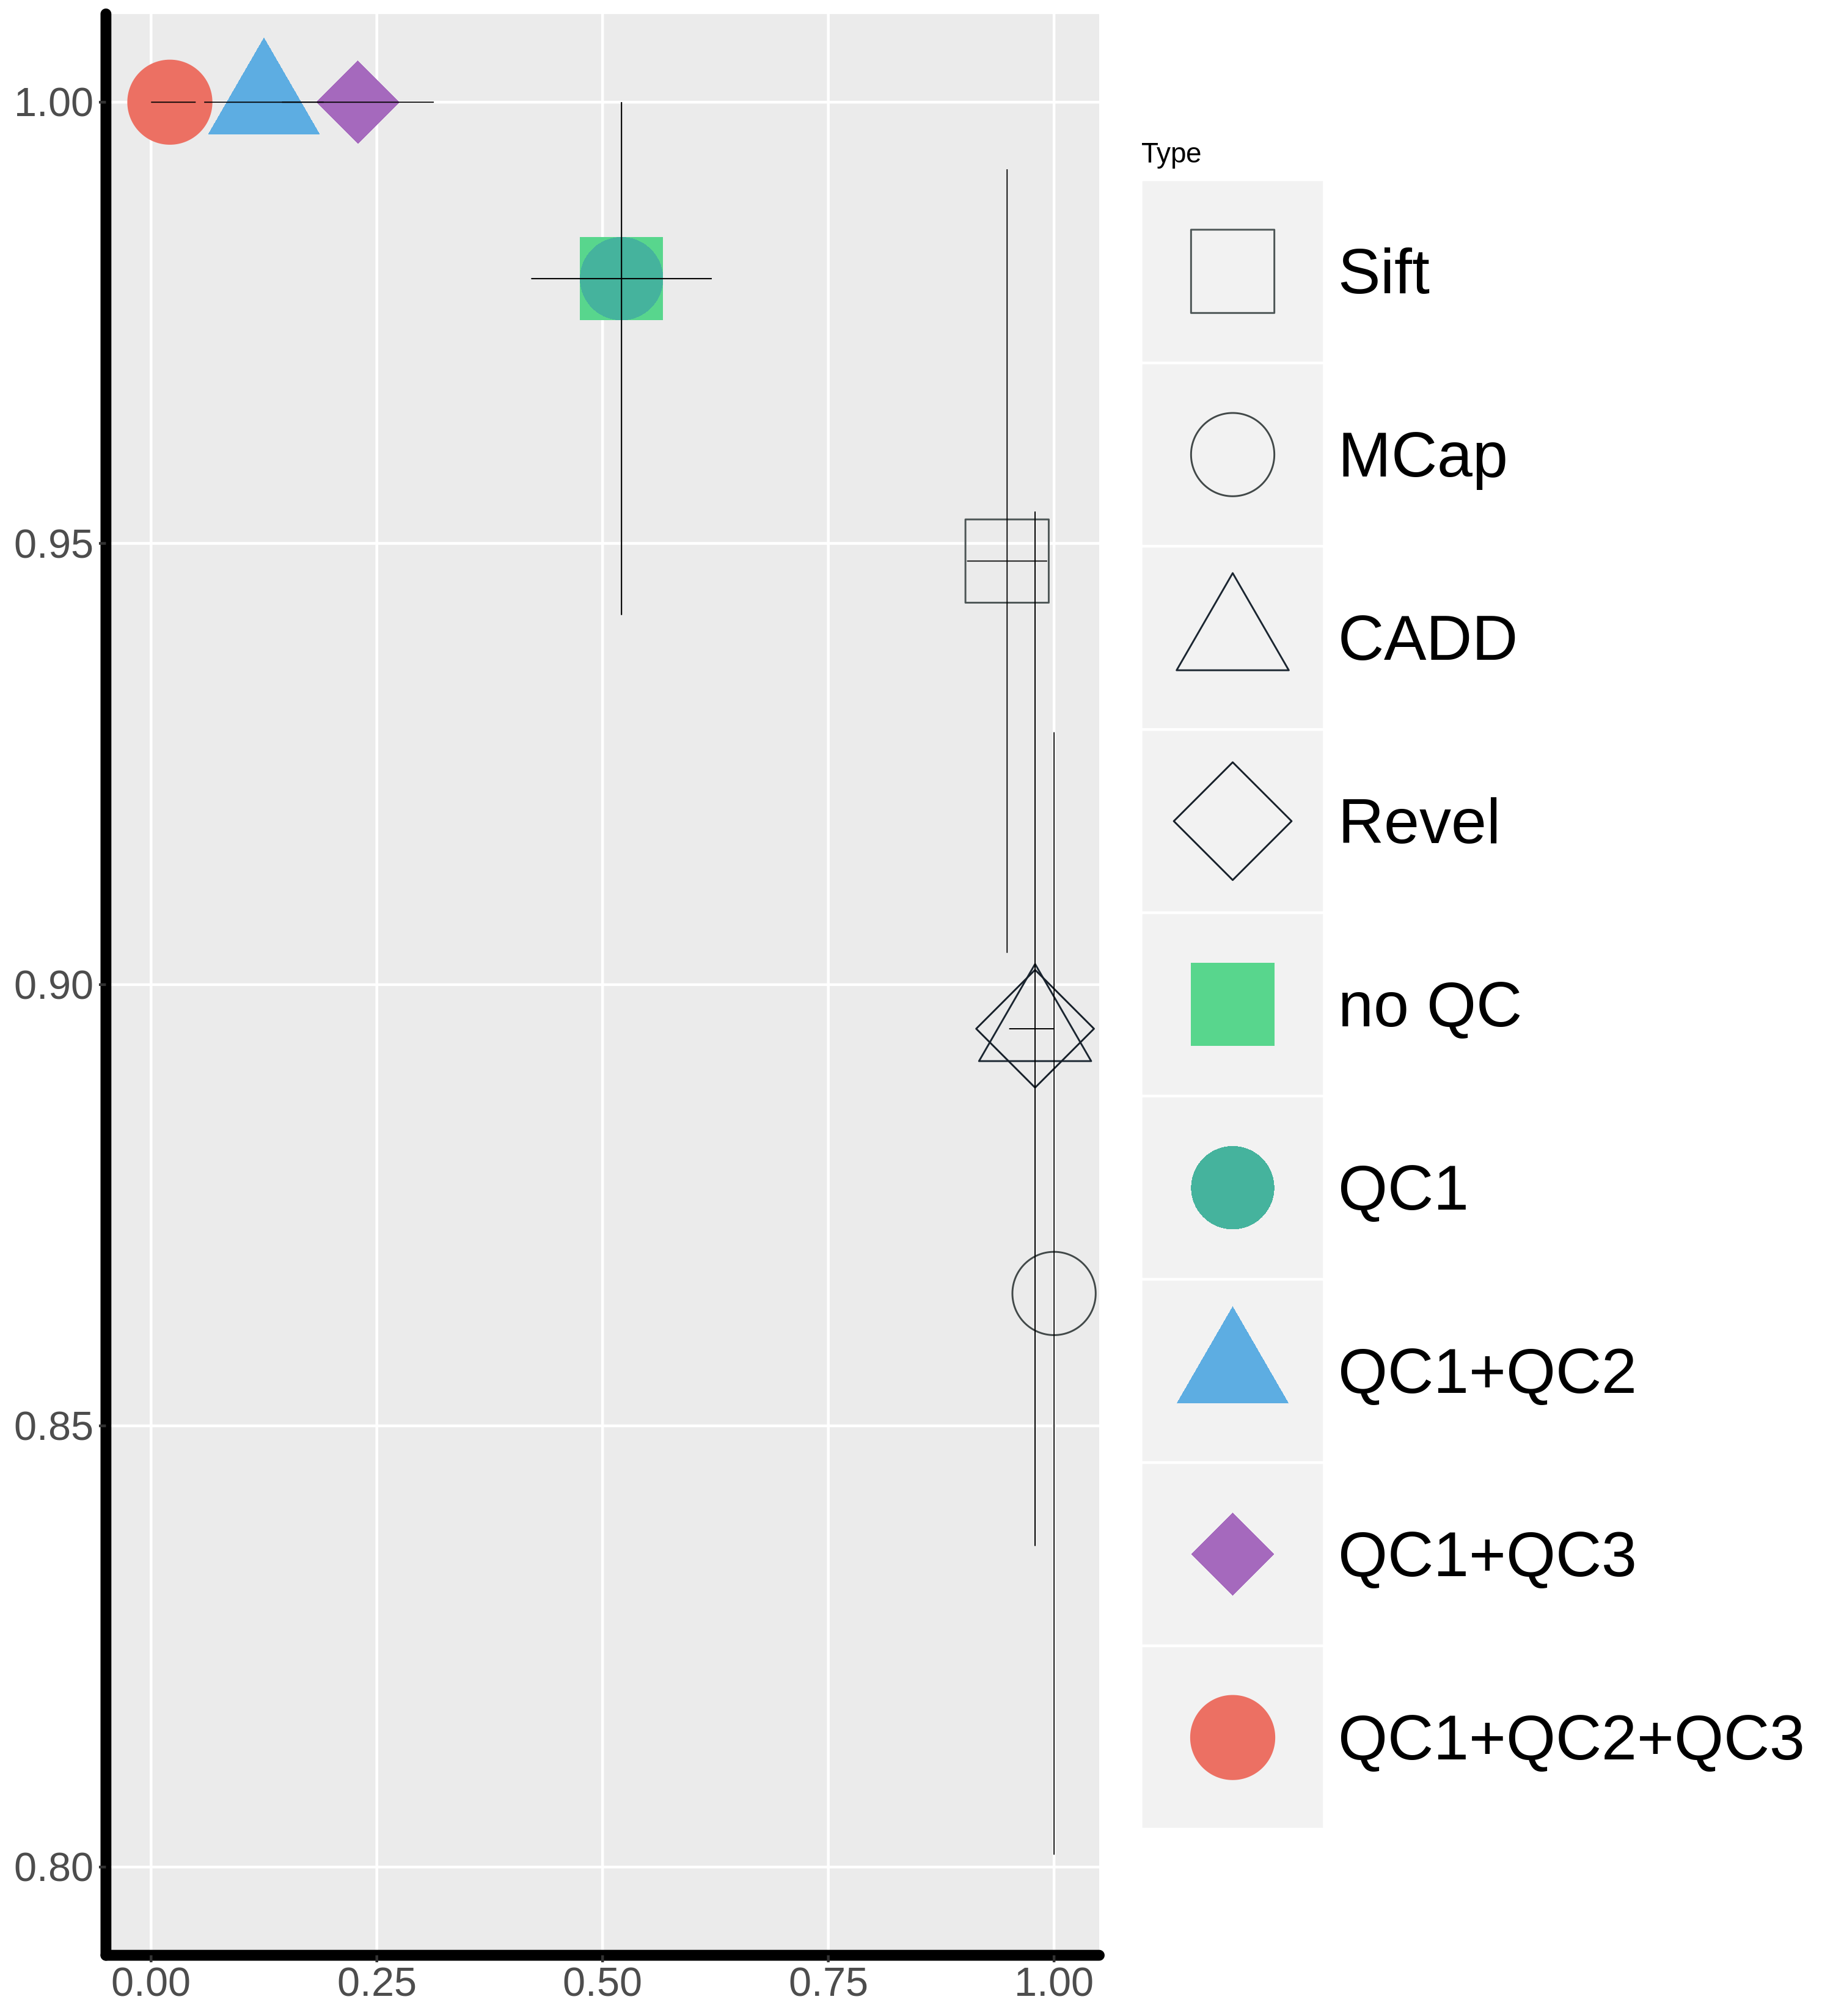 1.00
0.95
0.90
0.85
0.80
0.00 0.25 0.50 0.75 1.00
Type
Sift
MCap
CADD
Revel
no QC
QC1
QC1+QC2
QC1+QC3
QC1+QC2+QC3